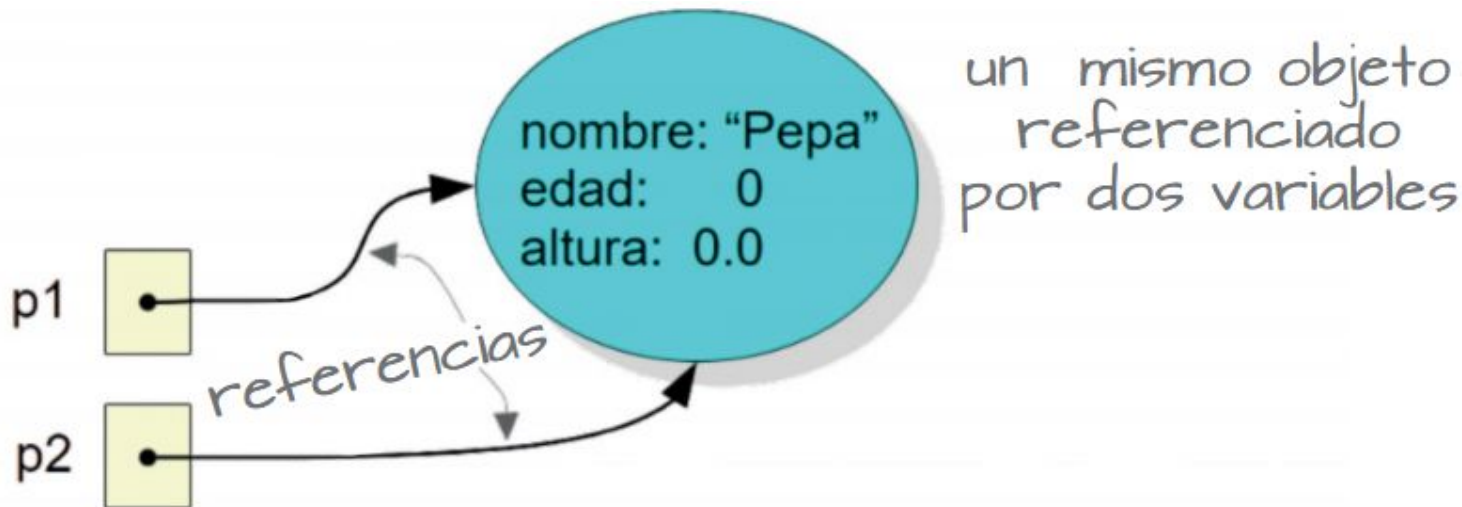 un mismo objeto
referenciado
por dos variables
nombre: “Pepa”
edad: 0
altura: 0.0
p1
referencias
p2